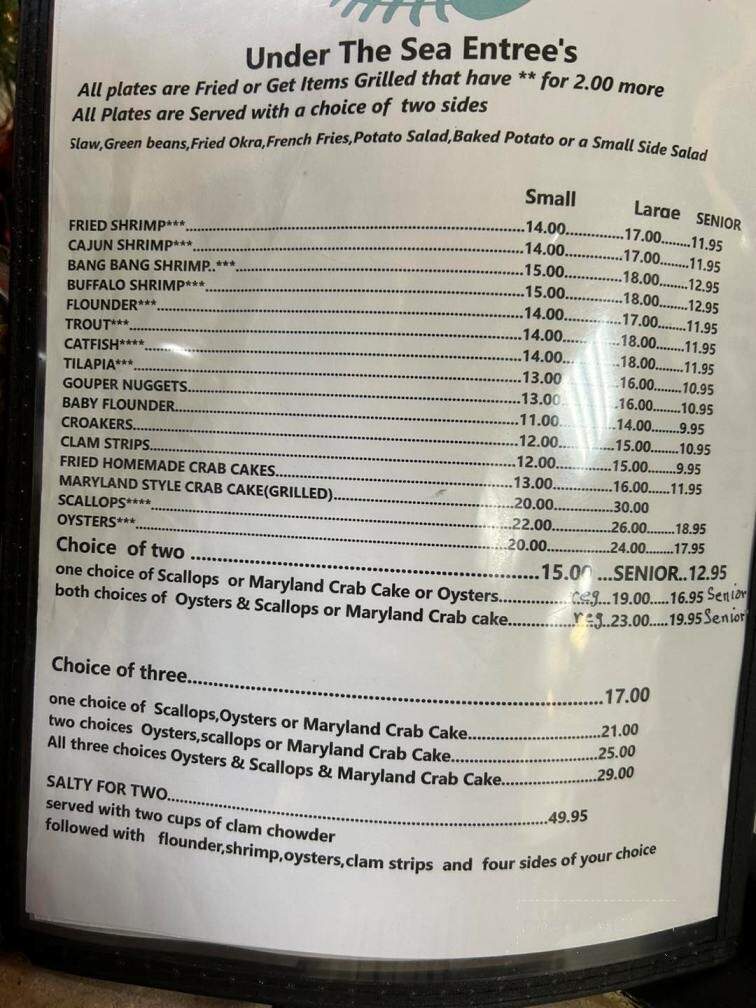 Under The Sea Entree's
All plates are Fried or Get Items Grilled that have ** for 2.00 more
All Plates are Served with a choice of two sides
Slaw,Green beans,Fried Okra,French Fries,Potato Salad,Baked Potato or a Small Side Salad
Small Large SENIOR
FRIED SHRIMP***...14.00...17.00...11.95
CAJUN SHRIMP***...14.00...17.00...11.95
BANG BANG SHRIMP..***...15.00...18.00...12.95
BUFFALO SHRIMP***...15.00...18.00...12.95
FLOUNDER***...14.00...17.00...11.95
TROUT***...14.00...18.00...11.95
CATFISH****...14.00...18.00...11.95
TILAPIA***...13.00...16.00...10.95
GOUPER NUGGETS...13.00...16.00...10.95
BABY FLOUNDER...11.00...14.00...9.95
CROAKERS...12.00...15.00...10.95
CLAM STRIPS...12.00...15.00...9.95
FRIED HOMEMADE CRAB CAKES...13.00...16.00...11.95
MARYLAND STYLE CRAB CAKE(GRILLED)...20.00...30.00
SCALLOPS****...22.00...26.00...18.95
OYSTERS***...20.00...24.00...17.95
Choice of two ...15.00 ...SENIOR..12.95
one choice of Scallops or Maryland Crab Cake or Oysters...reg...19.00.....16.95 Senior
both choices of Oysters & Scallops or Maryland Crab cake...reg..23.00.....19.95 Senior
Choice of three...17.00
one choice of Scallops,Oysters or Maryland Crab Cake...21.00
two choices Oysters,scallops or Maryland Crab Cake...25.00
All three choices Oysters & Scallops & Maryland Crab Cake...29.00
SALTY FOR TWO...49.95
served with two cups of clam chowder
followed with flounder,shrimp,oysters,clam strips and four sides of your choice